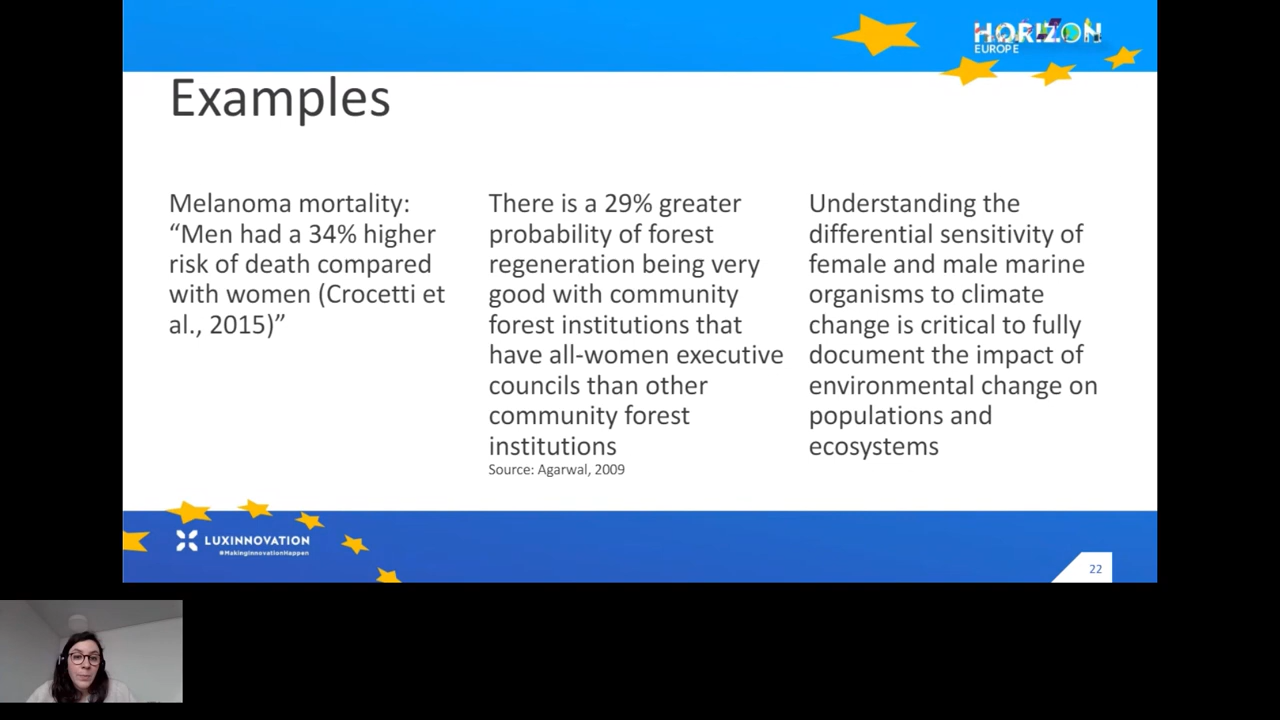 HORIZON
EUROPE
Examples
Melanoma mortality:
“Men had a 34% higher
risk of death compared
with women (Crocetti et
al., 2015)”
There is a 29% greater
probability of forest
regeneration being very
good with community
forest institutions that
have all-women executive
councils than other
community forest
institutions
Source: Agarwal, 2009
Understanding the
differential sensitivity of
female and male marine
organisms to climate
change is critical to fully
document the impact of
environmental change on
populations and
ecosystems
LUXINNOVATION
#MakingInnovationHappen
22